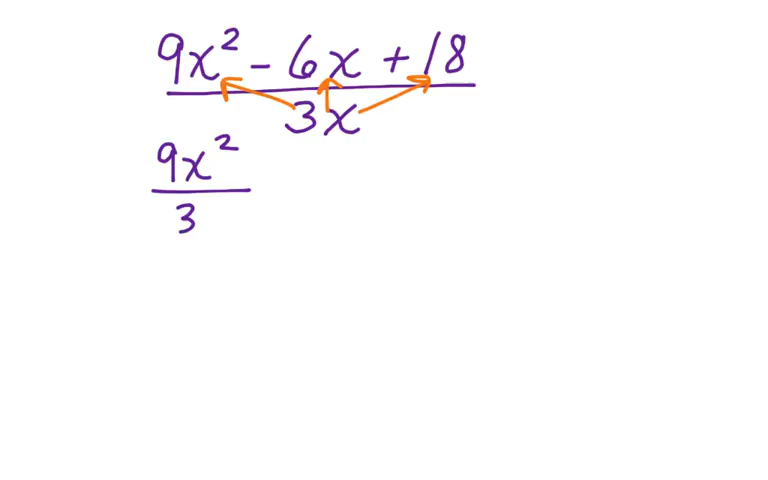 9x² - 6x + 18
3x
9x²
3